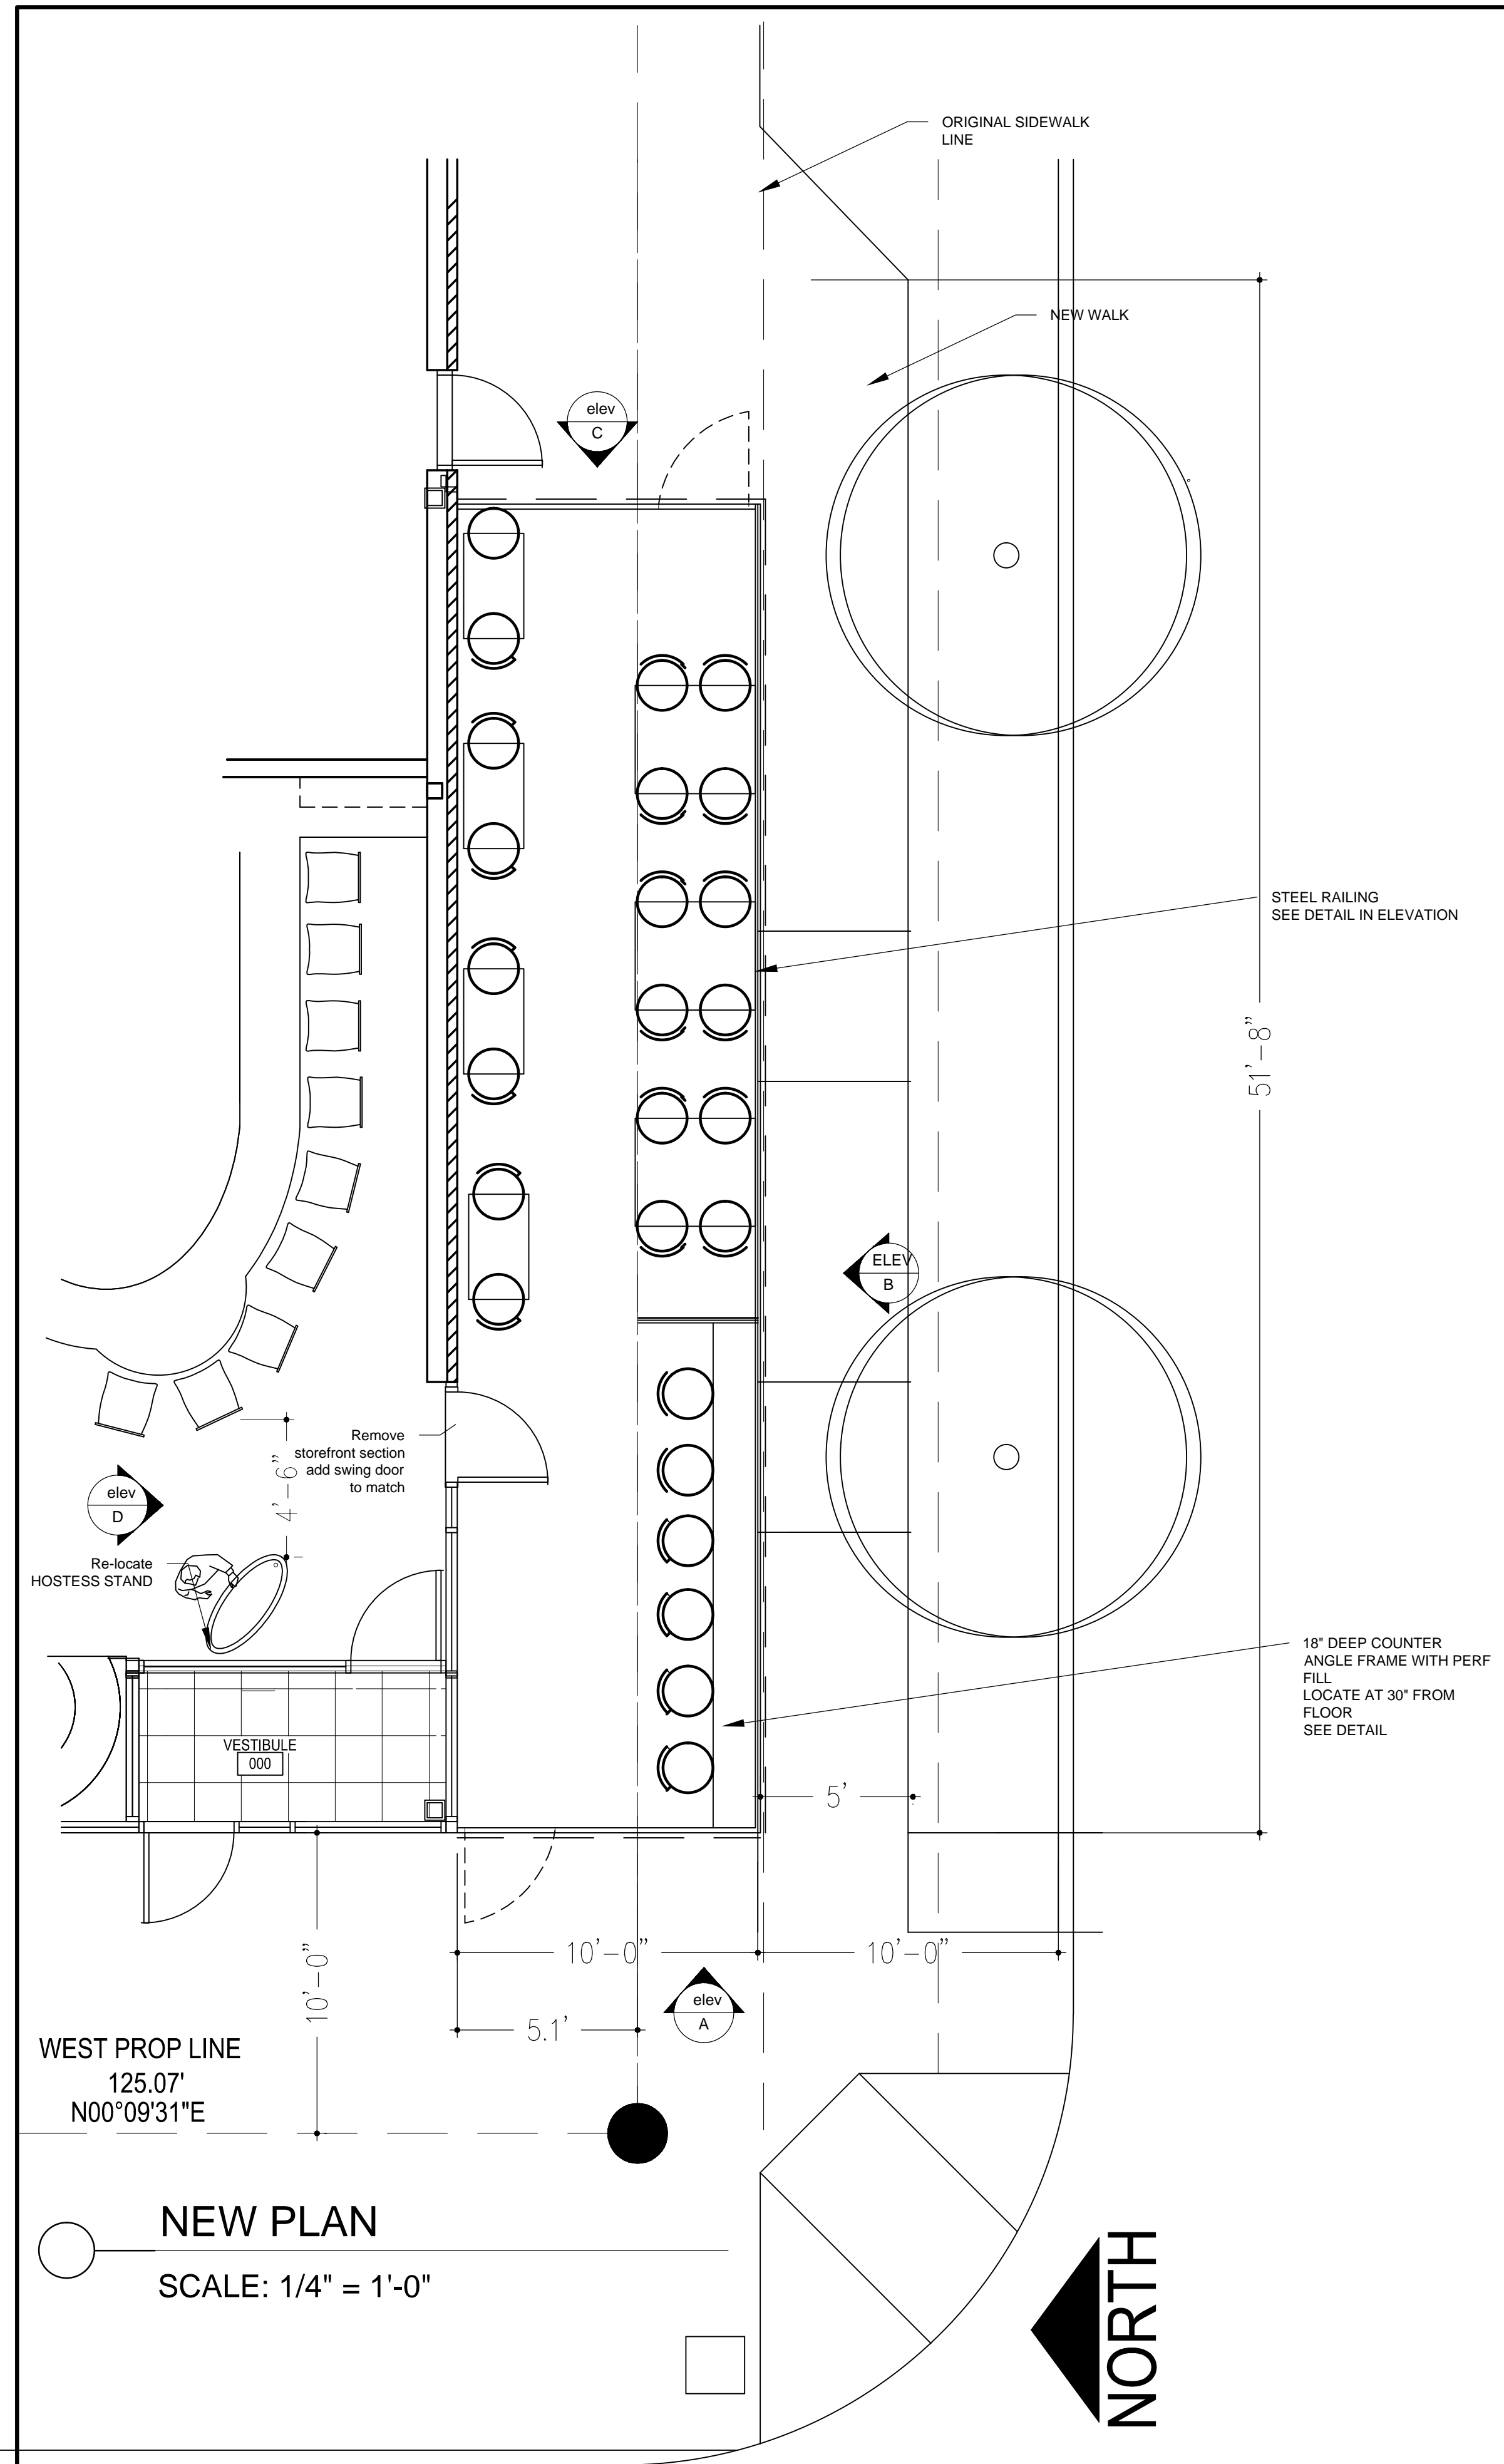 ORIGINAL SIDEWALK
LINE
NEW WALK
elev
C
STEEL RAILING
SEE DETAIL IN ELEVATION
51'-8"
ELEV
B
Remove
storefront section
add swing door
to match
4'-6"
elev
D
Re-locate
HOSTESS STAND
18" DEEP COUNTER
ANGLE FRAME WITH PERF
FILL
LOCATE AT 30" FROM
FLOOR
SEE DETAIL
VESTIBULE
000
5'
10'-0"
10'-0"
10'-0"
elev
A
5.1'
WEST PROP LINE
125.07'
N00°09'31"E
NEW PLAN
SCALE: 1/4" = 1'-0"
NORTH